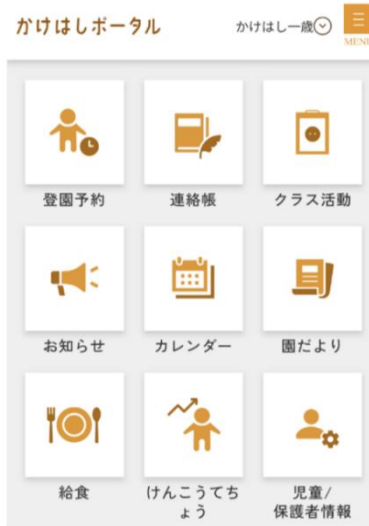 かけはしポータル
かけはし一歳
MENU
登園予約
連絡帳
クラス活動
お知らせ
カレンダー
園だより
給食
けんこうてち
ょう
児童/
保護者情報